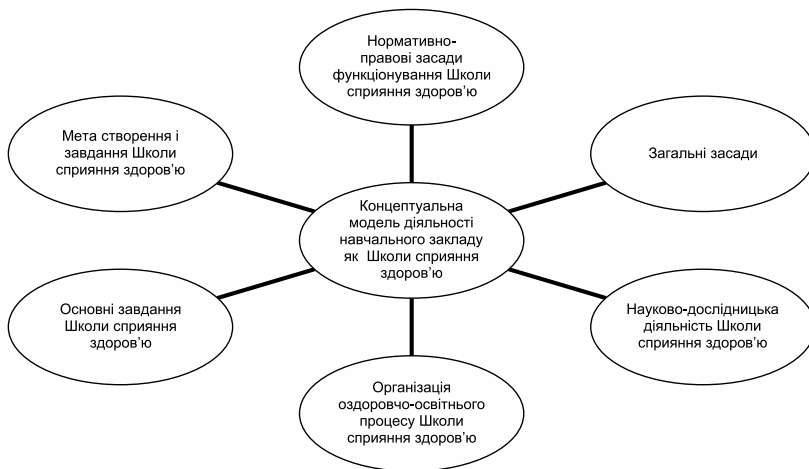 Нормативно-
правові засади
функціонування Школи
сприяння здоров'ю
Мета створення і
завдання Школи
сприяння здоров'ю
Загальні засади
Концептуальна
модель діяльності
навчального закладу
як Школи сприяння
здоров'ю
Основні завдання
Школи сприяння
здоров'ю
Науково-дослідницька
діяльність Школи
сприяння здоров'ю
Організація
оздоровчо-освітнього
процесу Школи
сприяння здоров'ю